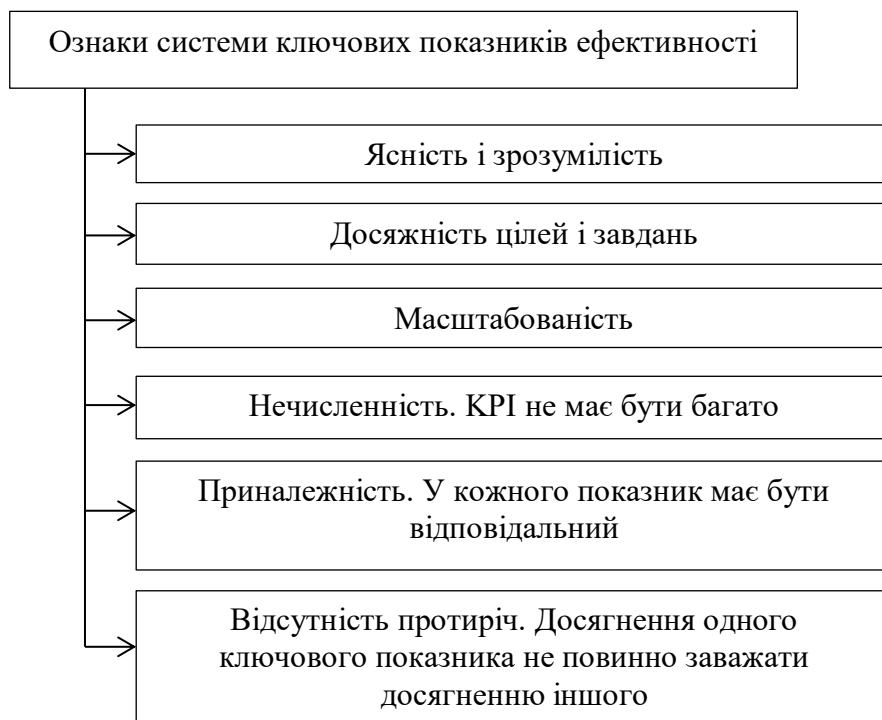 Ознаки системи ключових показників ефективності
Ясність і зрозумілість
Досяжність цілей і завдань
Масштабованість
Нечисленність. KPI не має бути багато
Приналежність. У кожного показник має бути
відповідальний
Відсутність протиріч. Досягнення одного
ключового показника не повинно заважати
досягненню іншого